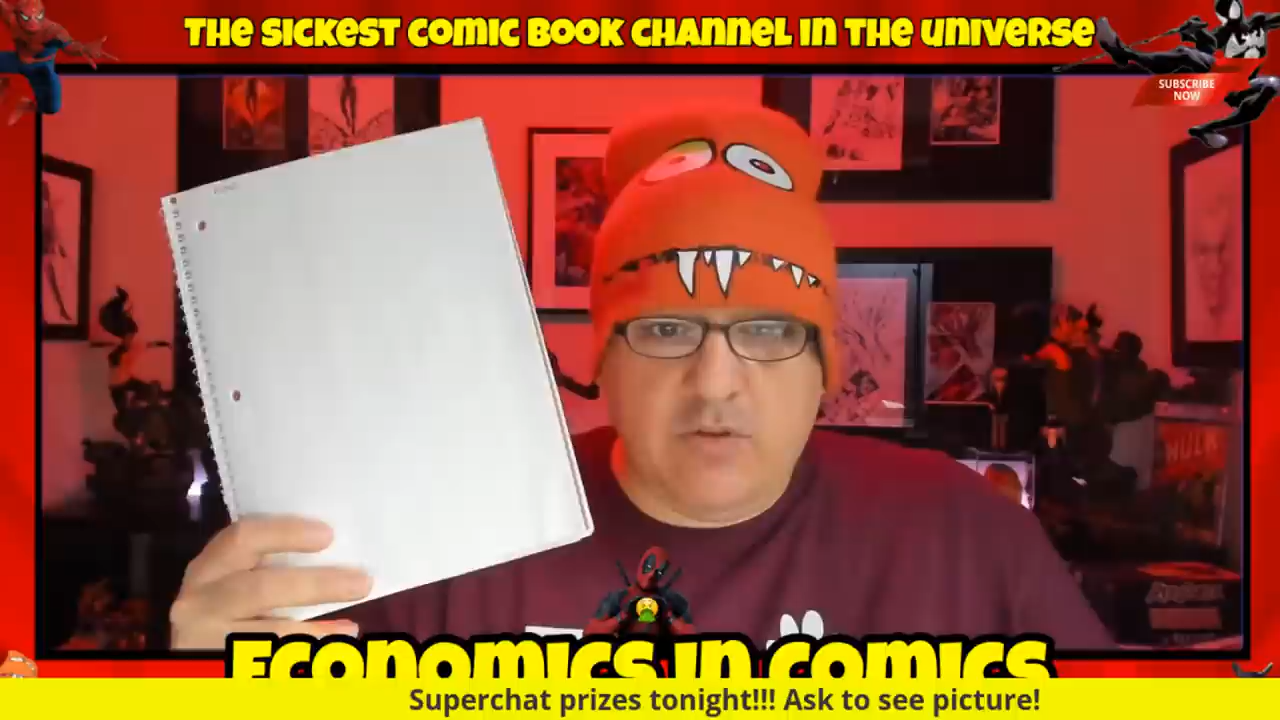 THE SICKEST COMIC BOOK CHANNEL IN THE UNIVERSE
SUBSCRIBE
NOW
HULK
ECONOMICS IN COMICS
Superchat prizes tonight!!! Ask to see picture!